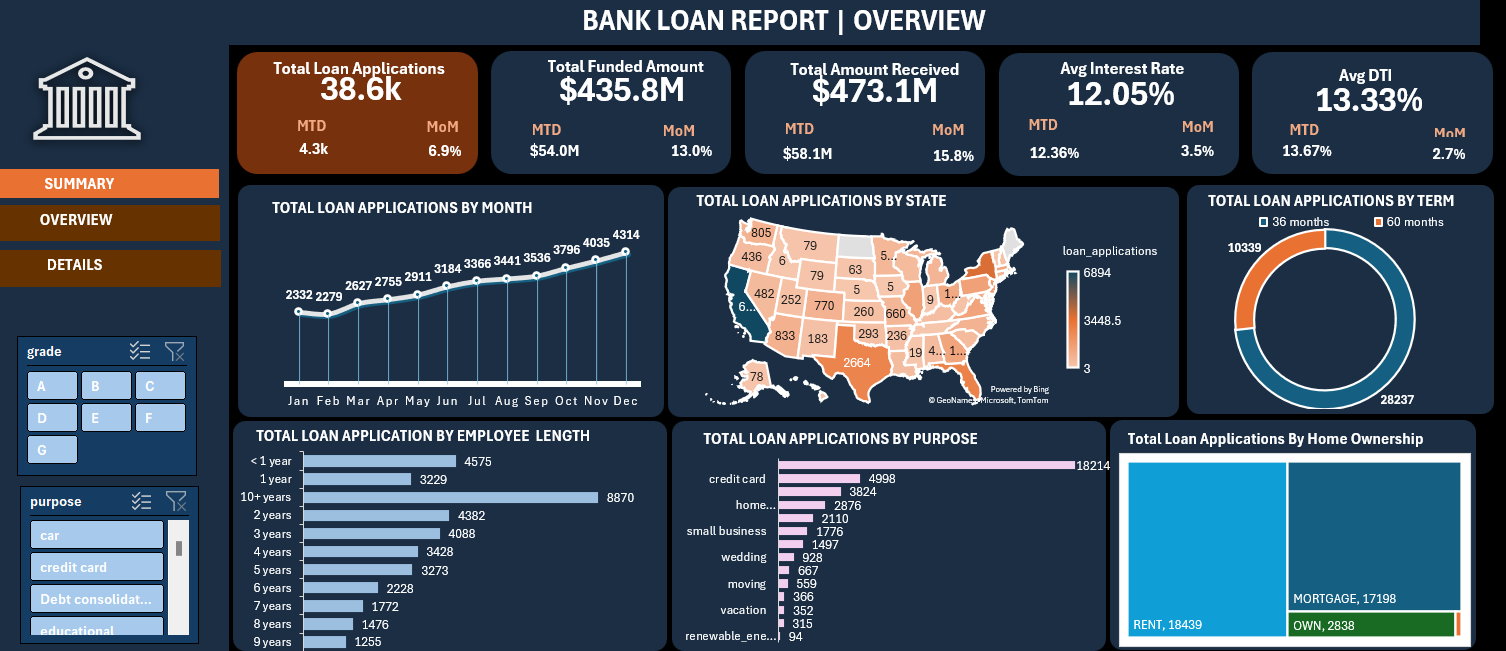 BANK LOAN REPORT | OVERVIEW
SUMMARY
OVERVIEW
DETAILS
grade
A B C
D E F
G
purpose
car
credit card
Debt consolidat...
educational
Total Loan Applications
38.6k
MTD MoM
4.3k 6.9%
Total Funded Amount
$435.8M
MTD MoM
$54.0M 13.0%
Total Amount Received
$473.1M
MTD MoM
$58.1M 15.8%
Avg Interest Rate
12.05%
MTD MoM
12.36% 3.5%
Avg DTI
13.33%
MTD MoM
13.67% 2.7%
TOTAL LOAN APPLICATIONS BY MONTH
2332 2279 2627 2755 2911 3184 3366 3441 3536 3796 4035 4314
Jan Feb Mar Apr May Jun Jul Aug Sep Oct Nov Dec
TOTAL LOAN APPLICATIONS BY STATE
805 79 5...
436 6 79 63
482 252 5 5 9 1...
6... 770 260 660
833 183 293 236
2664 19 4... 1...
78
loan_applications
6894
3448.5
3
Powered by Bing
© GeoNames, Microsoft, TomTom
TOTAL LOAN APPLICATIONS BY TERM
36 months 60 months
10339
28237
TOTAL LOAN APPLICATION BY EMPLOYEE LENGTH
< 1 year 4575
1 year 3229
10+ years 8870
2 years 4382
3 years 4088
4 years 3428
5 years 3273
6 years 2228
7 years 1772
8 years 1476
9 years 1255
TOTAL LOAN APPLICATIONS BY PURPOSE
18214
credit card 4998
3824
home... 2876
2110
small business 1776
1497
wedding 928
667
moving 559
366
vacation 352
315
renewable_ene... 94
Total Loan Applications By Home Ownership
RENT, 18439
MORTGAGE, 17198
OWN, 2838